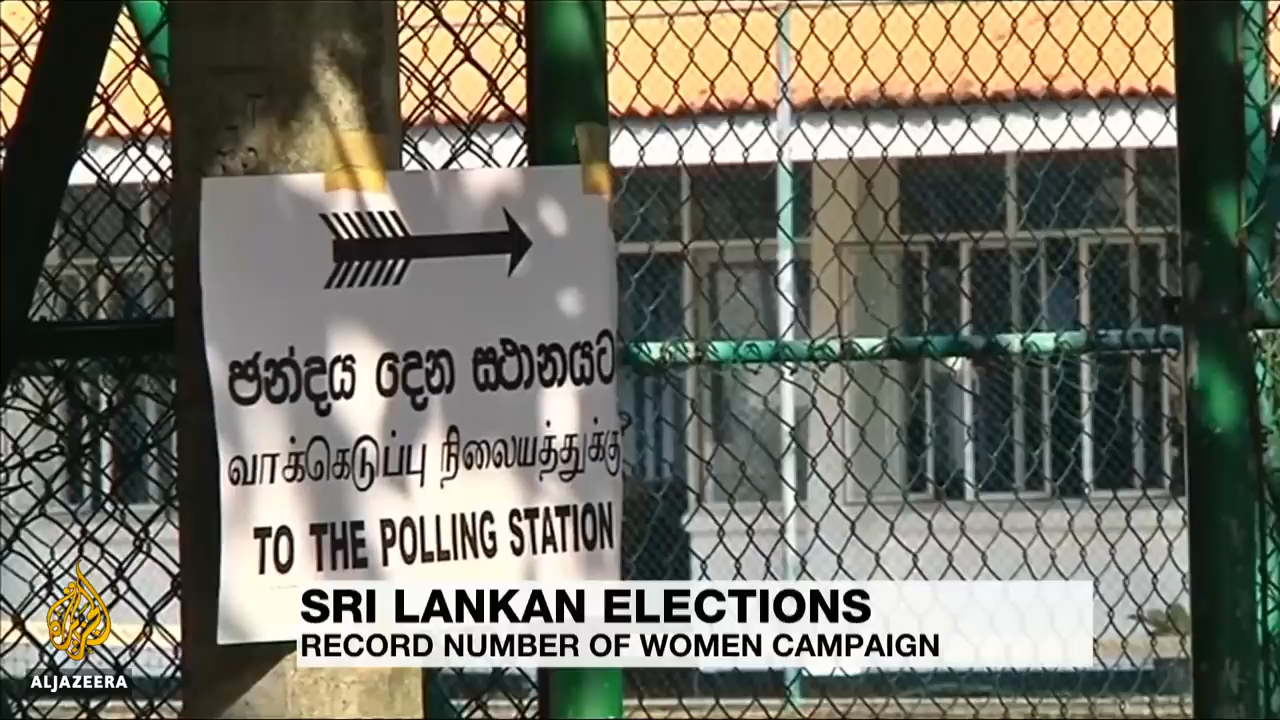 ඡන්දය දෙන ස්ථානයට
வாக்கெடுப்பு நிலையத்துக்கு
TO THE POLLING STATION
SRI LANKAN ELECTIONS
RECORD NUMBER OF WOMEN CAMPAIGN
ALJAZEERA